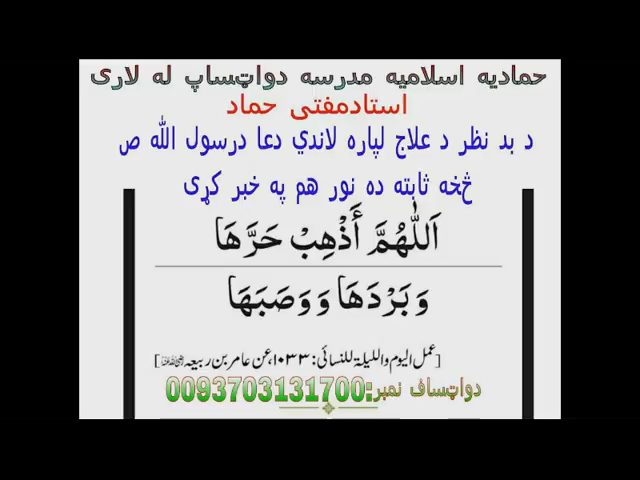 حمادیه اسلامیه مدرسه دواټساپ له لاری
استادمفتی حماد
د بد نظر د علاج لپاره لاندي دعا درسول الله ص
څخه ثابته ده نور هم په خبر کړی
اَللّٰهُمَّ أَذْهِبْ حَرَّهَا
وَبَرْدَهَا وَوَصَبَهَا
[عمل الیوم واللیلة للنسائی: ۱۰۳۳، عن عامر بن ربیعہ ؓ]
دواټساف نمبر:0093703131700